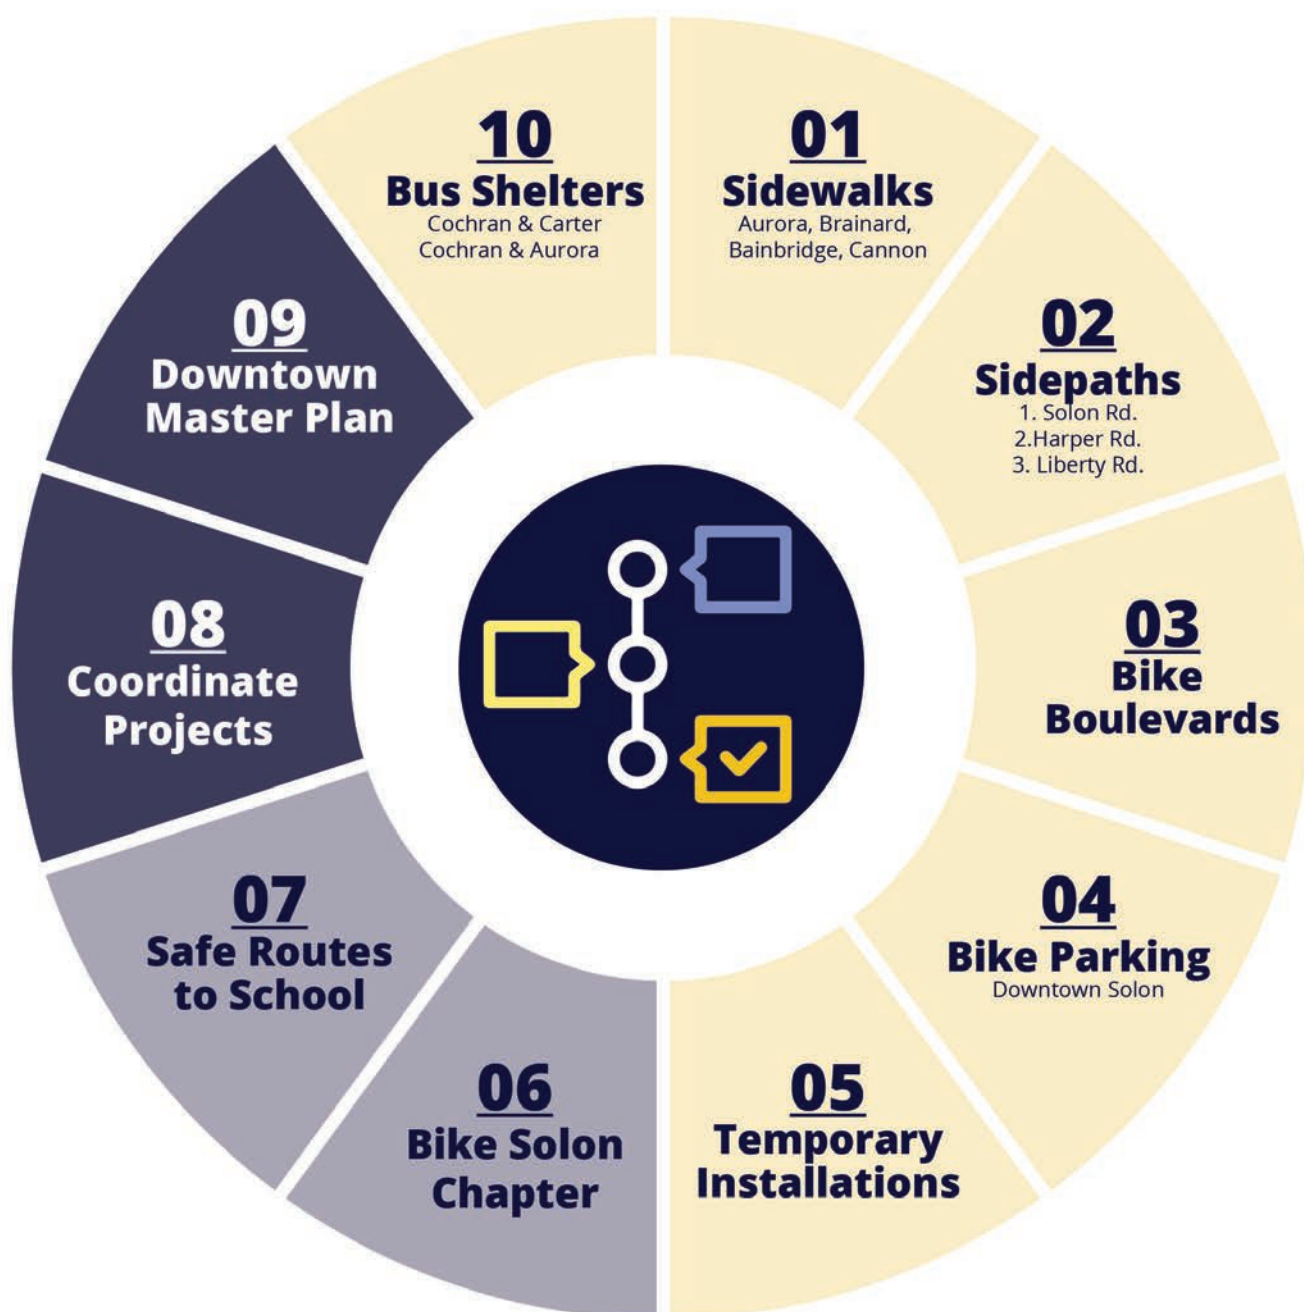 01
Sidewalks
Aurora, Brainard,
Bainbridge, Cannon
02
Sidepaths
1. Solon Rd.
2.Harper Rd.
3. Liberty Rd.
03
Bike
Boulevards
04
Bike Parking
Downtown Solon
05
Temporary
Installations
06
Bike Solon
Chapter
07
Safe Routes
to School
08
Coordinate
Projects
09
Downtown
Master Plan
10
Bus Shelters
Cochran & Carter
Cochran & Aurora